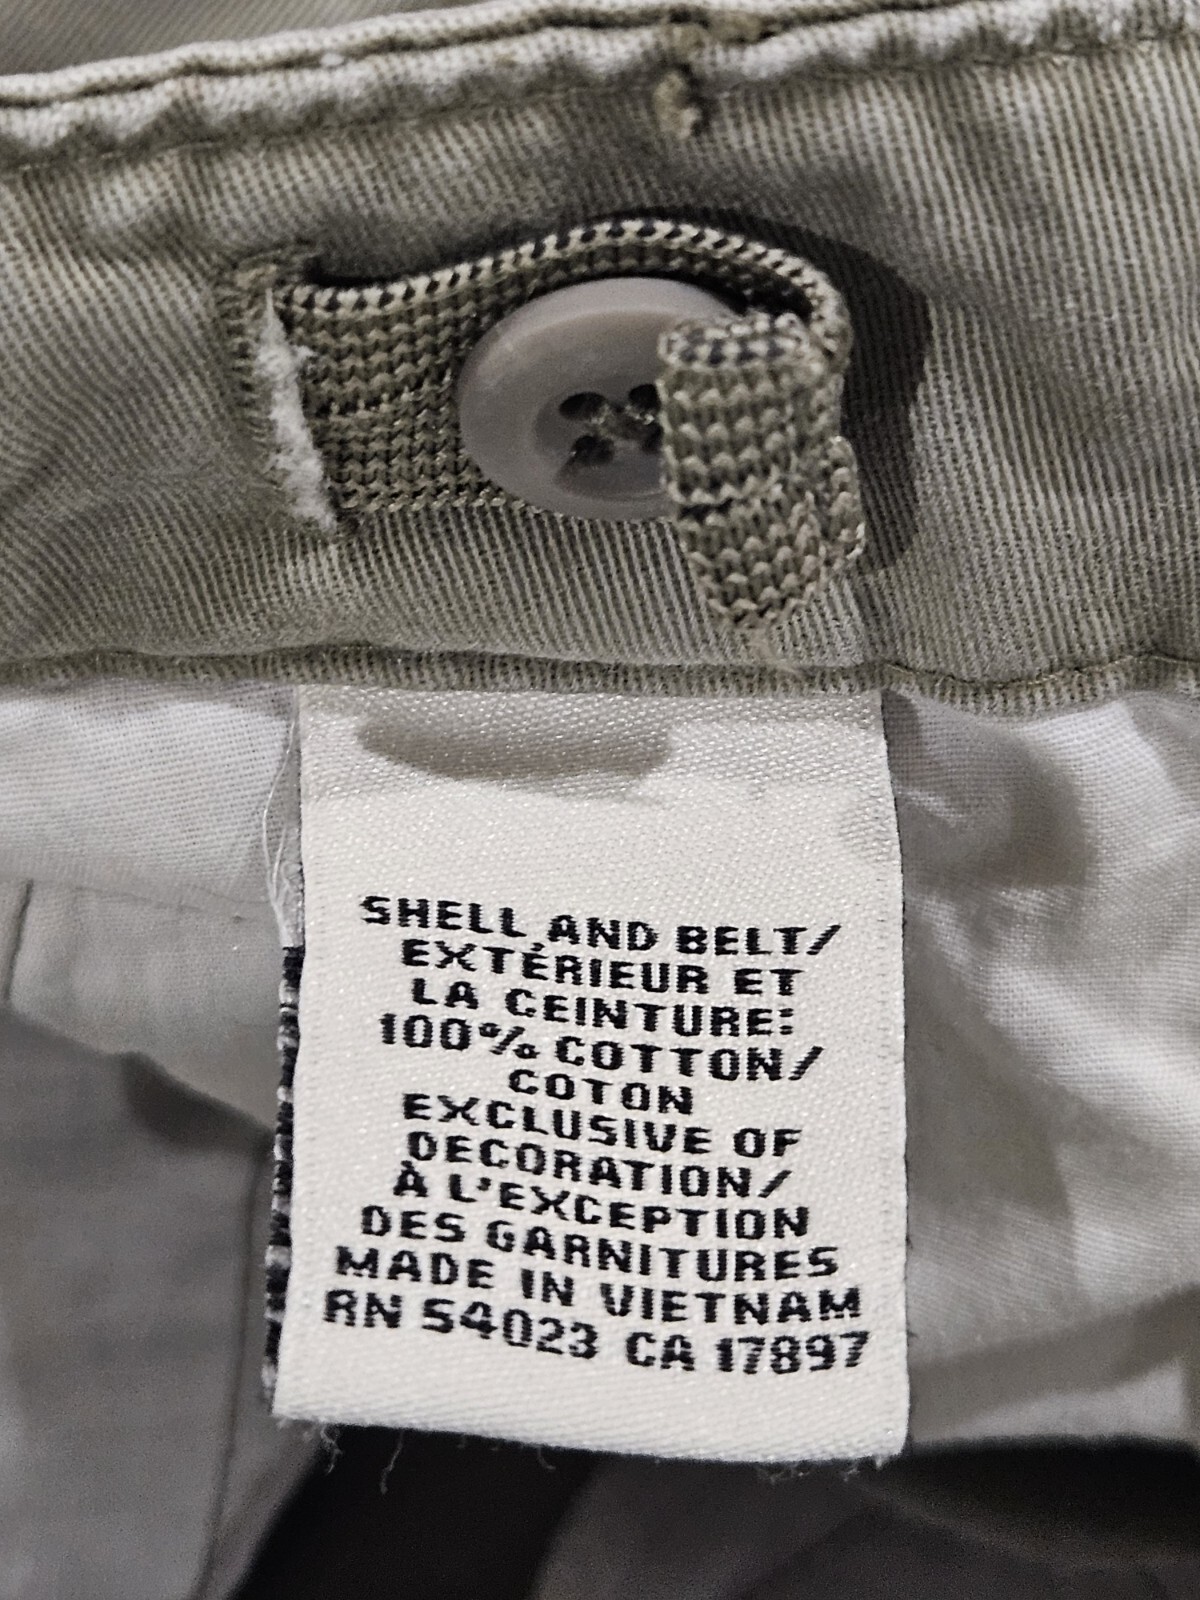 SHELL AND BELT/
EXTÉRIEUR ET
LA CEINTURE:
100% COTTON/
COTON
EXCLUSIVE OF
DECORATION/
À L'EXCEPTION
DES GARNITURES
MADE IN VIETNAM
RN 54023 CA 17897